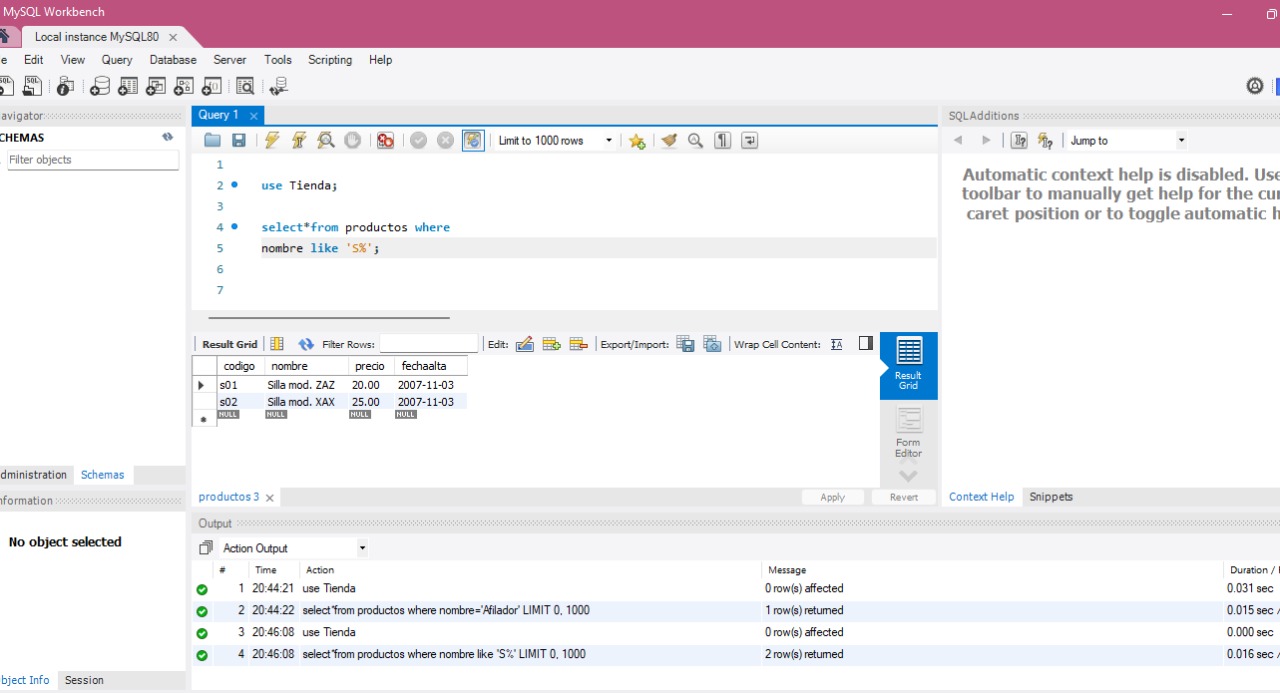 MySQL Workbench
Local instance MySQL80
Edit View Query Database Server Tools Scripting Help
avigator
CHEMAS
Filter objects
Query 1
Limit to 1000 rows
1
2 use Tienda;
3
4 select*from productos where
5 nombre like 'S%';
6
7
SQLAdditions
Jump to
Automatic context help is disabled. Use
toolbar to manually get help for the cur
caret position or to toggle automatic h
Result Grid Filter Rows: Edit: Export/Import: Wrap Cell Content:
codigo nombre precio fechaalta
s01 Silla mod. ZAZ 20.00 2007-11-03
s02 Silla mod. XAX 25.00 2007-11-03
NULL NULL NULL NULL
Result
Grid
Form
Editor
dministration Schemas
nformation
No object selected
productos 3 Apply Revert
Context Help Snippets
Output
Action Output
# Time Action Message Duration /
1 20:44:21 use Tienda 0 row(s) affected 0.031 sec
2 20:44:22 select*from productos where nombre='Afilador' LIMIT 0, 1000 1 row(s) returned 0.015 sec /
3 20:46:08 use Tienda 0 row(s) affected 0.000 sec
4 20:46:08 select*from productos where nombre like 'S%' LIMIT 0, 1000 2 row(s) returned 0.016 sec /
bject Info Session